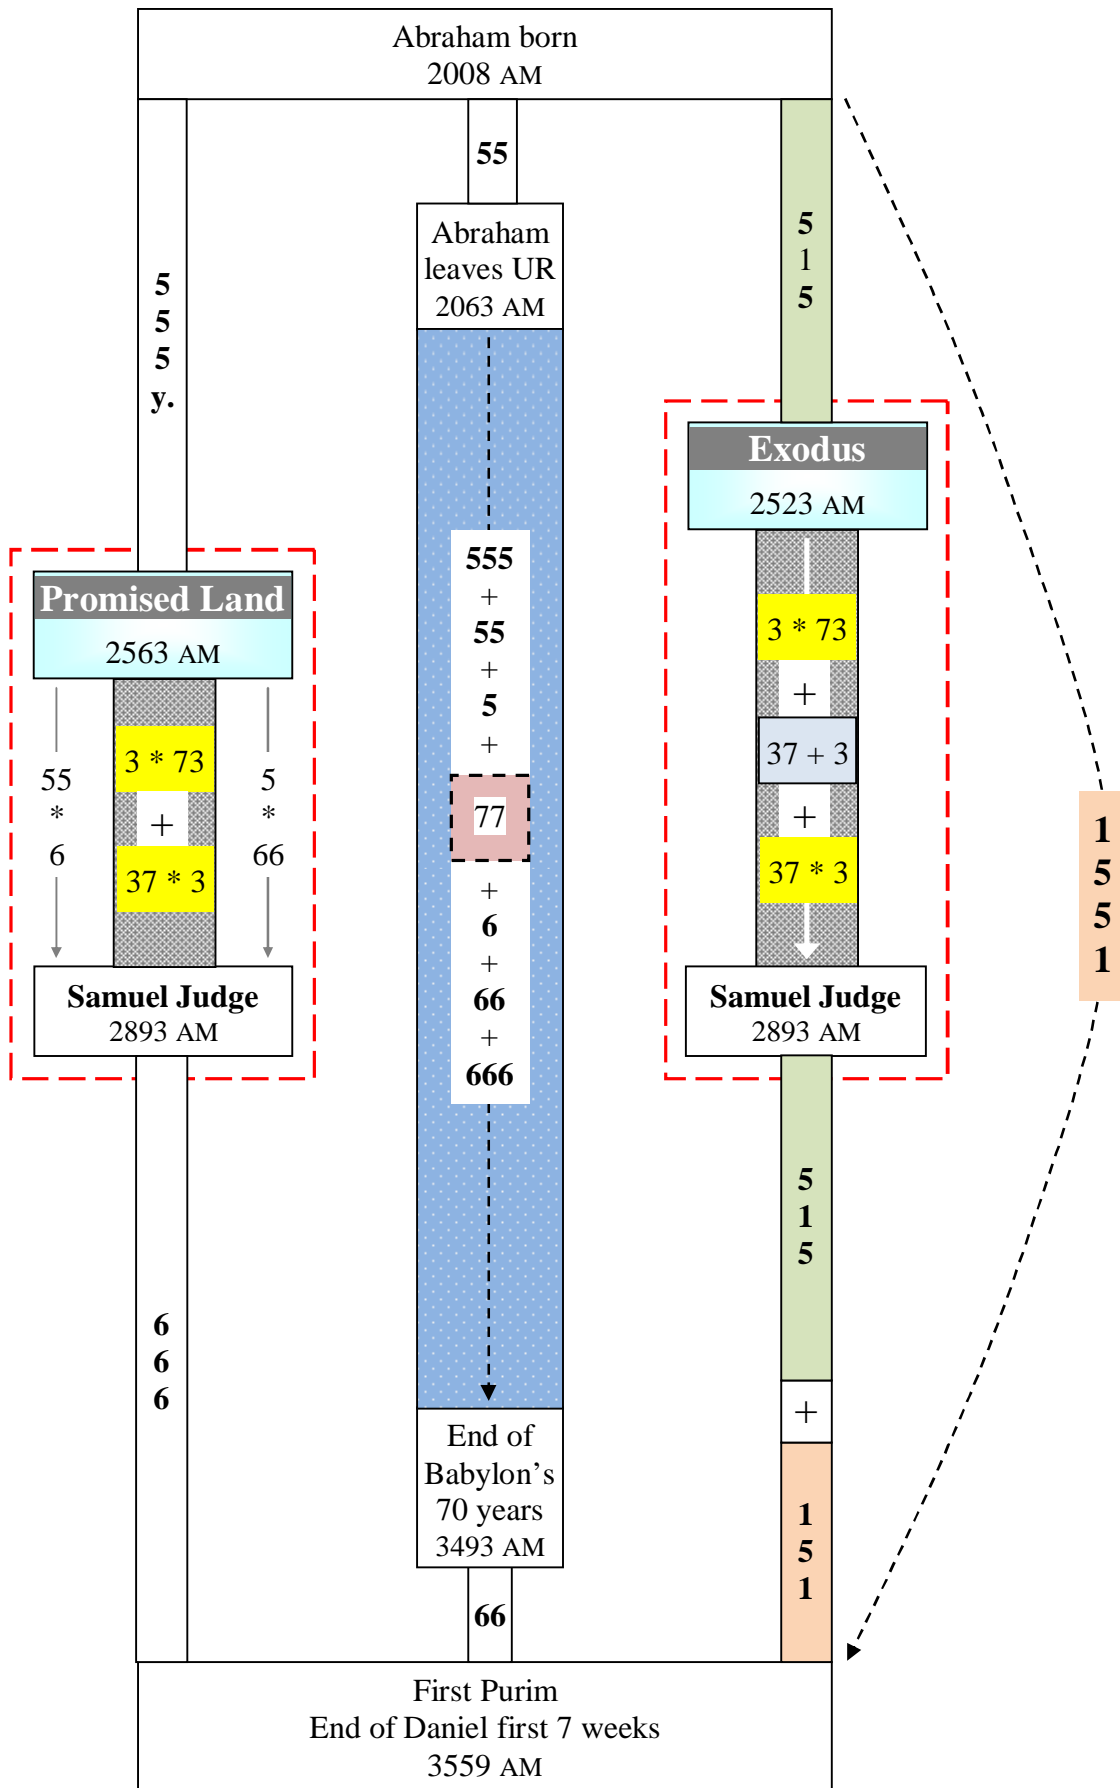 Abraham born
2008 AM
55
Abraham
leaves UR
2063 AM
5
5
5
y.
5
1
5
Exodus
2523 AM
Promised Land
2563 AM
555
+
55
+
5
+
77
+
6
+
66
+
666
3 * 73
+
37 + 3
+
37 * 3
55
*
6
3 * 73
+
37 * 3
5
*
66
1
5
5
1
Samuel Judge
2893 AM
Samuel Judge
2893 AM
6
6
6
5
1
5
+
1
5
1
End of
Babylon's
70 years
3493 AM
66
First Purim
End of Daniel first 7 weeks
3559 AM